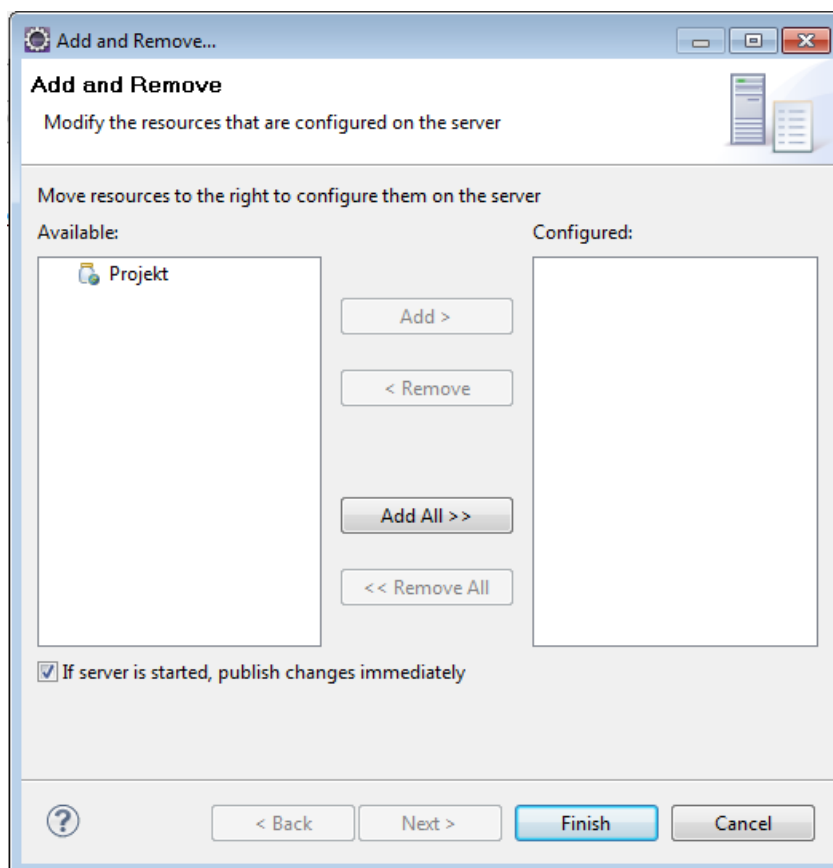 Add and Remove...
Add and Remove
Modify the resources that are configured on the server
Move resources to the right to configure them on the server
Available:
Configured:
Projekt
Add >
< Remove
Add All >>
<< Remove All
If server is started, publish changes immediately
?
< Back
Next >
Finish
Cancel